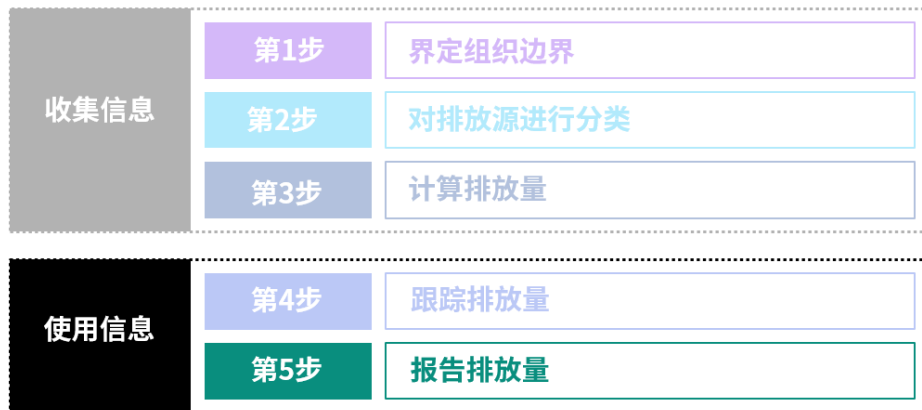 收集信息
第1步
界定组织边界
第2步
对排放源进行分类
第3步
计算排放量
使用信息
第4步
跟踪排放量
第5步
报告排放量